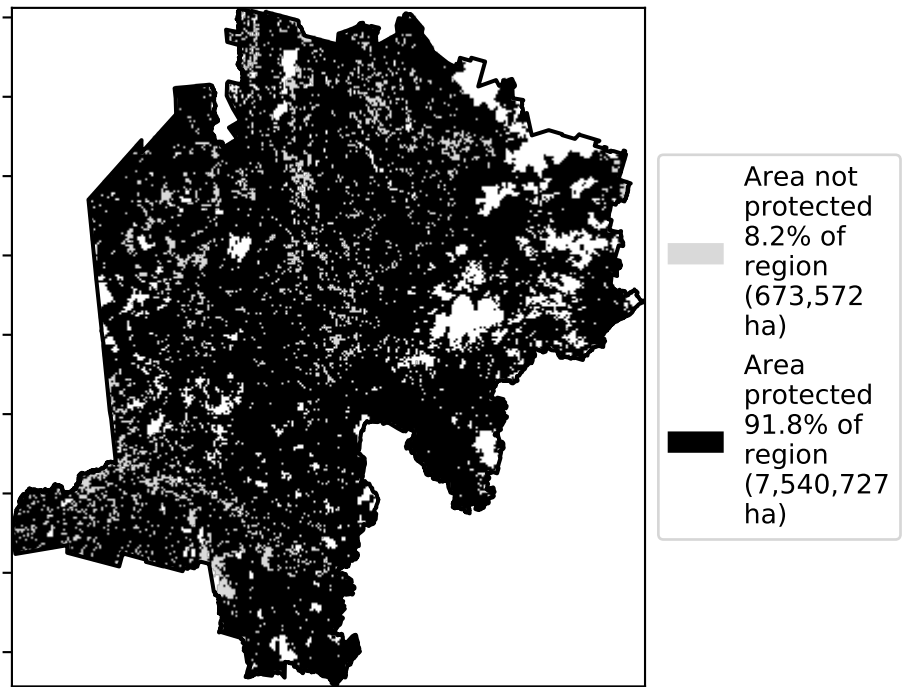 Area not
protected
8.2% of
region
(673,572
ha)
Area
protected
91.8% of
region
(7,540,727
ha)